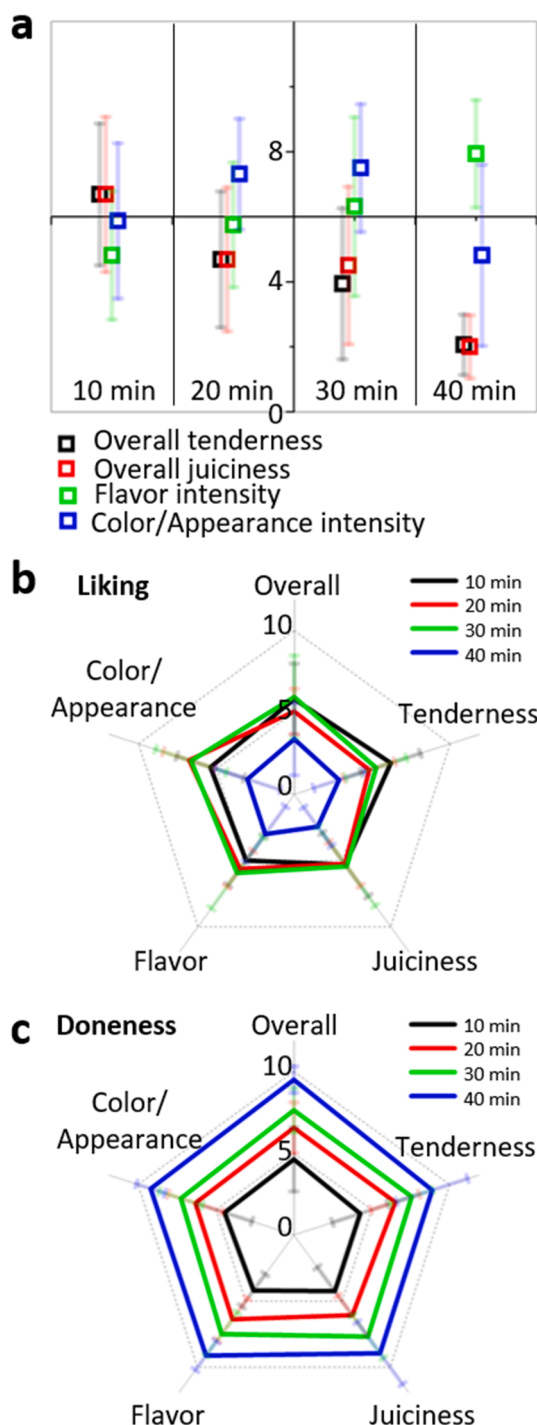 a
8
4
0
10 min 20 min 30 min 40 min
Overall tenderness
Overall juiciness
Flavor intensity
Color/Appearance intensity
b Liking
Overall
10 min
20 min
30 min
40 min
10
5
0
Color/
Appearance
Tenderness
Flavor
Juiciness
c Doneness
Overall
10 min
20 min
30 min
40 min
10
5
0
Color/
Appearance
Tenderness
Flavor
Juiciness